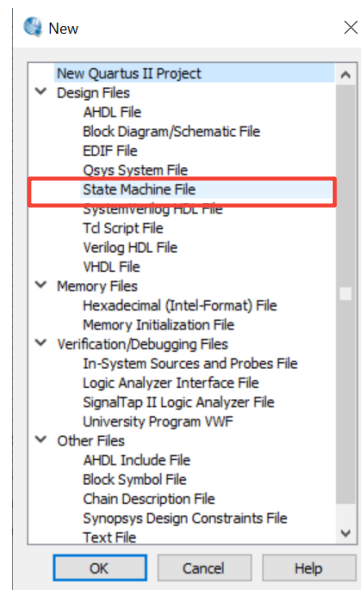 New
New Quartus II Project
Design Files
AHDL File
Block Diagram/Schematic File
EDIF File
Qsys System File
State Machine File
SystemVerilog HDL File
Tcl Script File
Verilog HDL File
VHDL File
Memory Files
Hexadecimal (Intel-Format) File
Memory Initialization File
Verification/Debugging Files
In-System Sources and Probes File
Logic Analyzer Interface File
SignalTap II Logic Analyzer File
University Program VWF
Other Files
AHDL Include File
Block Symbol File
Chain Description File
Synopsys Design Constraints File
Text File
OK Cancel Help